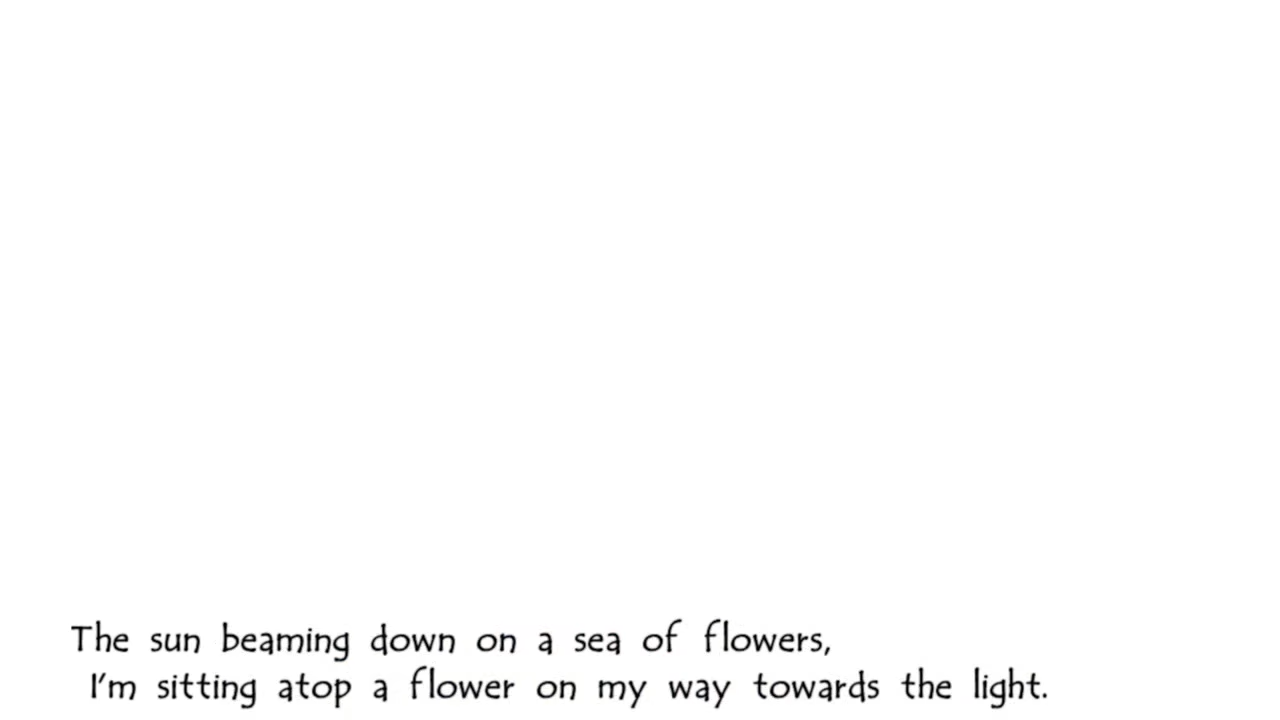 The sun beaming down on a sea of flowers,
I'm sitting atop a flower on my way towards the light.